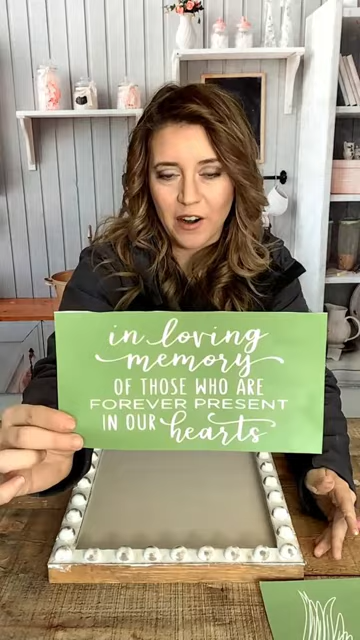 in loving
memory
OF THOSE WHO ARE
FOREVER PRESENT
IN OUR hearts